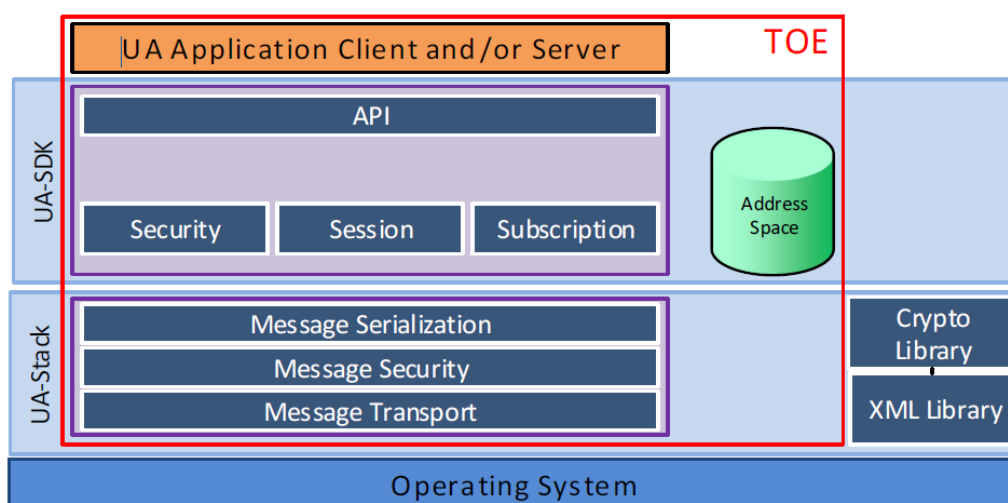 UA Application Client and/or Server
TOE
UA-SDK
API
Security
Session
Subscription
Address
Space
UA-Stack
Message Serialization
Message Security
Message Transport
Crypto
Library
XML Library
Operating System